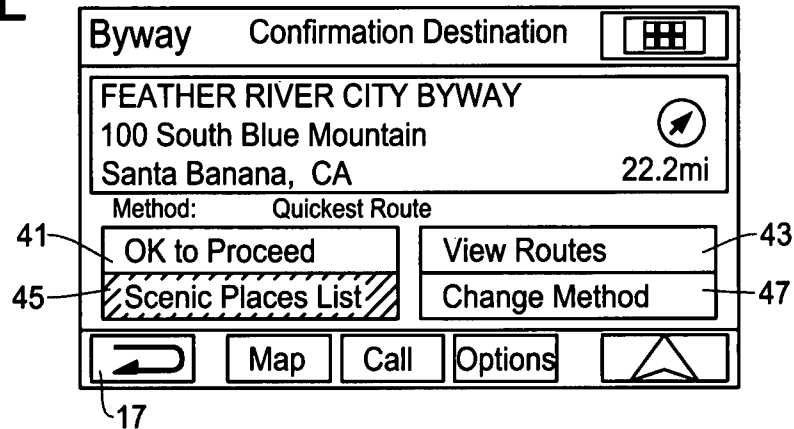 L
Byway Confirmation Destination
FEATHER RIVER CITY BYWAY
100 South Blue Mountain
Santa Banana, CA 22.2mi
Method: Quickest Route
41 OK to Proceed View Routes 43
45 Scenic Places List Change Method 47
Map Call Options
17